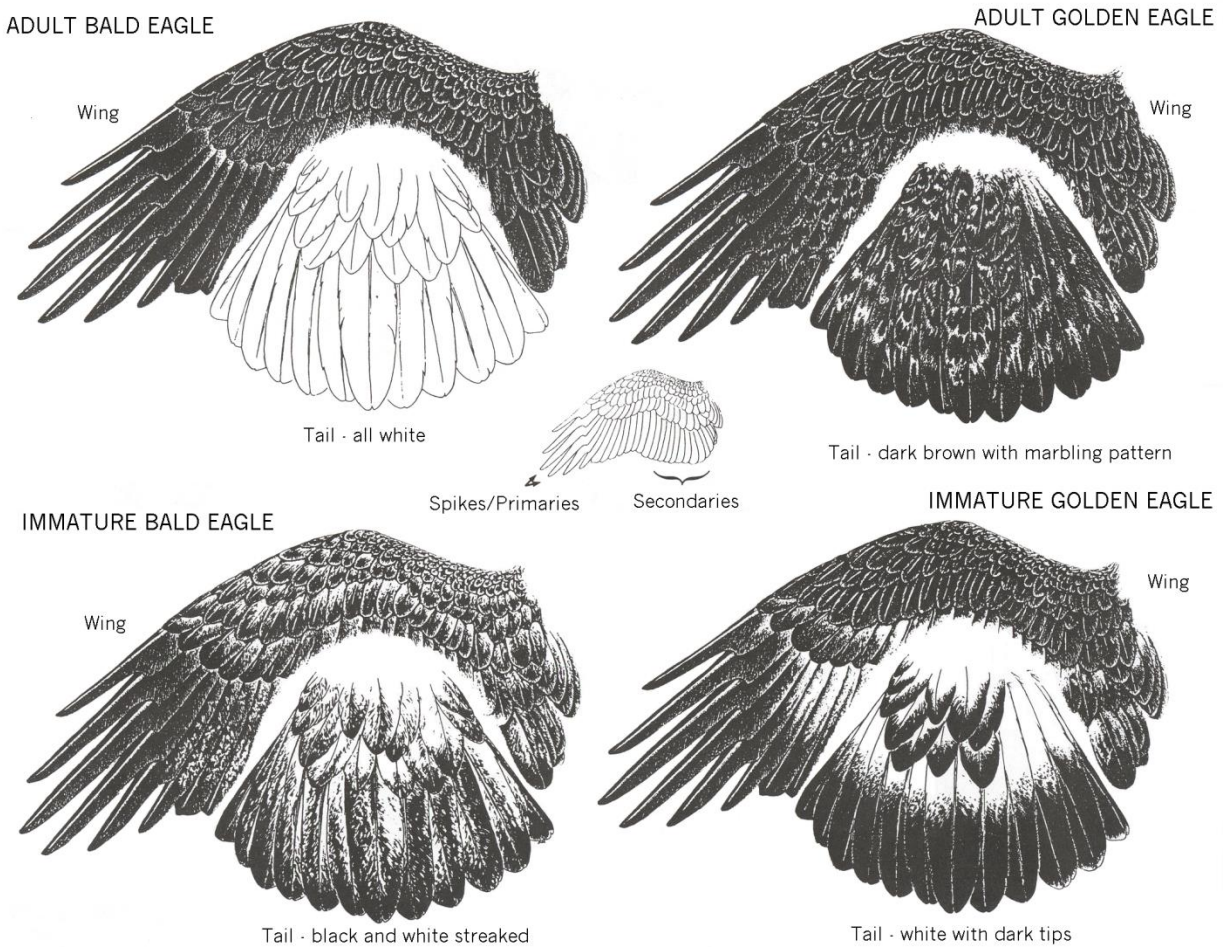 ADULT BALD EAGLE
ADULT GOLDEN EAGLE
Wing
Wing
Tail - all white
Tail - dark brown with marbling pattern
Spikes/Primaries
Secondaries
IMMATURE BALD EAGLE
IMMATURE GOLDEN EAGLE
Wing
Wing
Tail - black and white streaked
Tail - white with dark tips